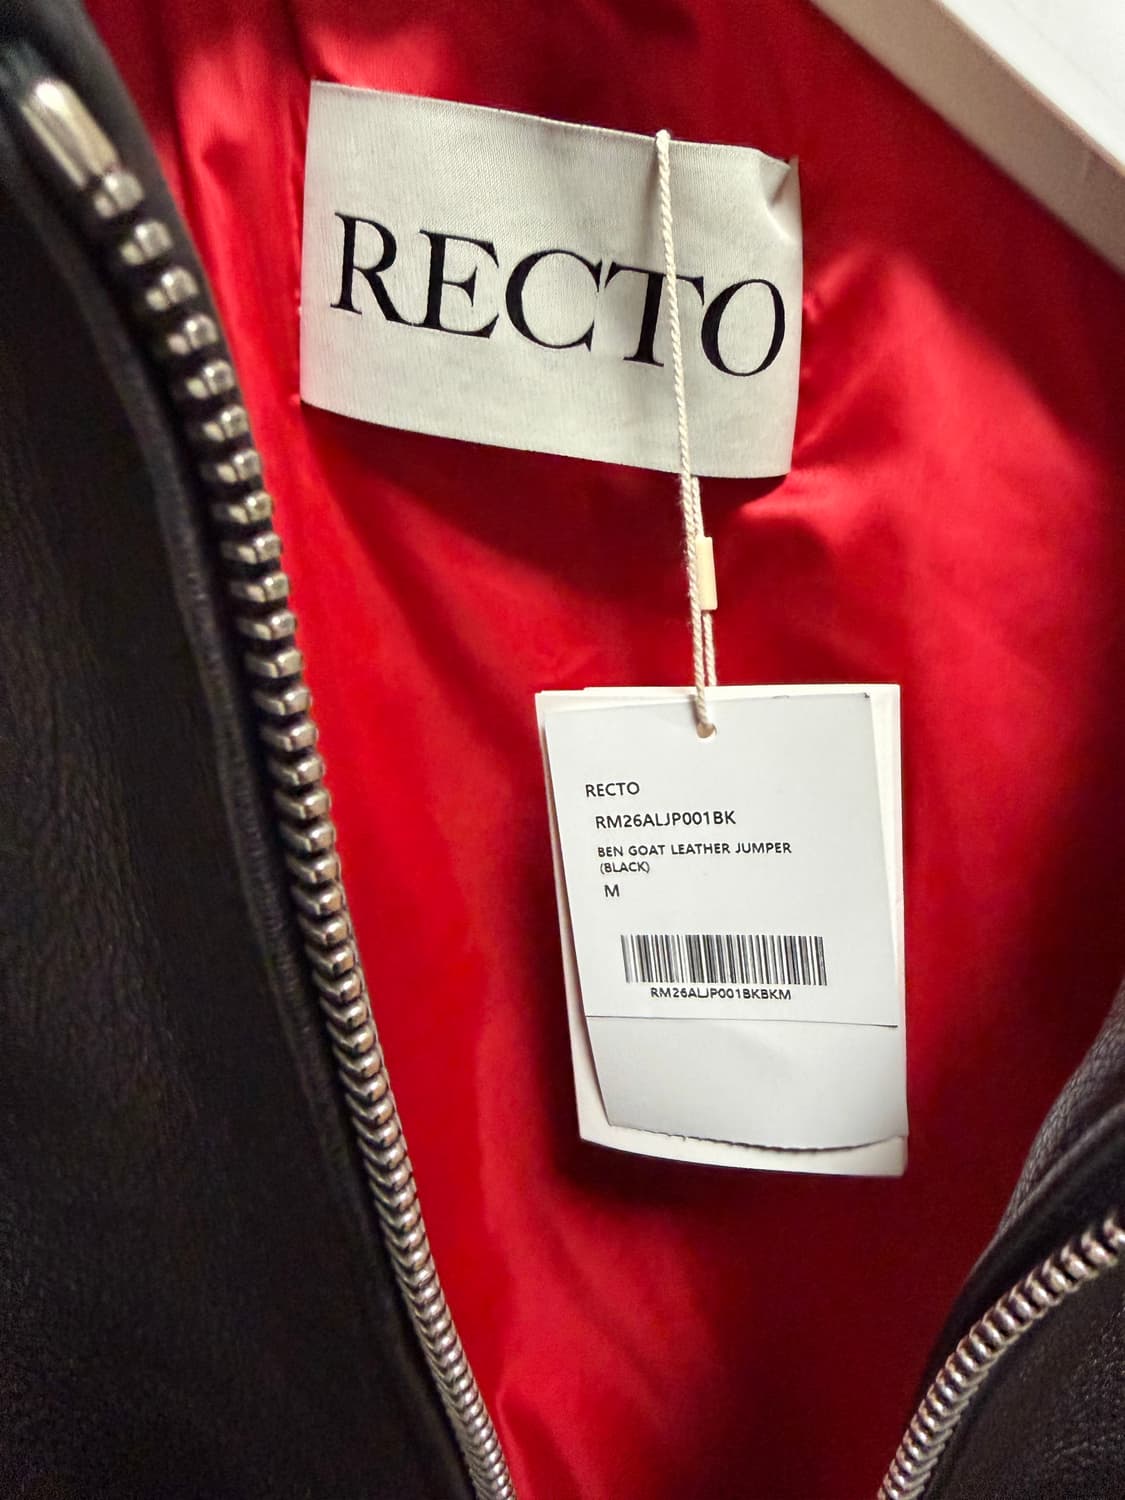 RECTO
RECTO
RM26ALJP001BK
BEN GOAT LEATHER JUMPER
(BLACK)
M
RM26ALJP001BKBKM